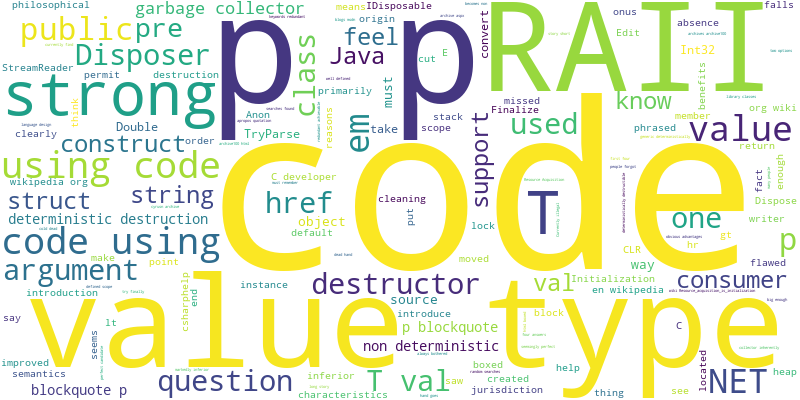 philosophical
garbage collector
IDisposable
origin
means
public
pre
p
p
RAII
absence
falls
onus
Edit
class
feel
Java
cut
E
convert
Int32
Disposer
StreamReader
permit
destruction
strong
think
primarily
must
benefits
know
org wiki
Anon
stack
missed
Finalize
member
Double
reasons
em
take
scope
used
phrased
value
clearly
order
TryParse
construct
support
return
using code
code
wikipedia org
C developer
must remember
cleaning
T
one
fact
enough
Dispose
struct
string
href
put
object
deterministic destruction
default
lock
writer
code using
make
moved
gt
hr
CLR
way
flawed
p
argument
point
instance
destructor
val
Initialization
en wikipedia
consumer
introduction
csharphelp
end
source
introduce
block
value type
lt
p blockquote
C
say
seems
non deterministic
located
improved
semantics
question
inferior
T val
boxed
saw
created
jurisdiction
help
see
NET
heap
blockquote p
characteristics
thing